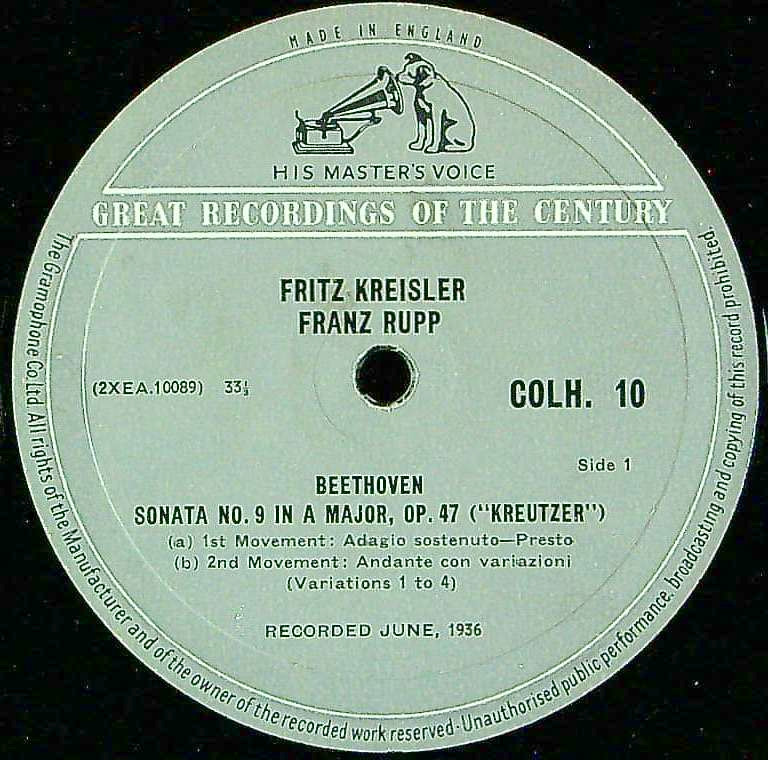 MADE IN ENGLAND
HIS MASTER'S VOICE
GREAT RECORDINGS OF THE CENTURY
FRITZ KREISLER
FRANZ RUPP
(2XEA.10089) 33⅓
COLH. 10
Side 1
BEETHOVEN
SONATA NO. 9 IN A MAJOR, OP. 47 ("KREUTZER")
(a) 1st Movement: Adagio sostenuto—Presto
(b) 2nd Movement: Andante con variazioni
(Variations 1 to 4)
RECORDED JUNE, 1936
The Gramophone Co. Ltd. All rights of the Manufacturer and of the owner of the recorded work reserved·Unauthorised public performance, broadcasting and copying of this record prohibited